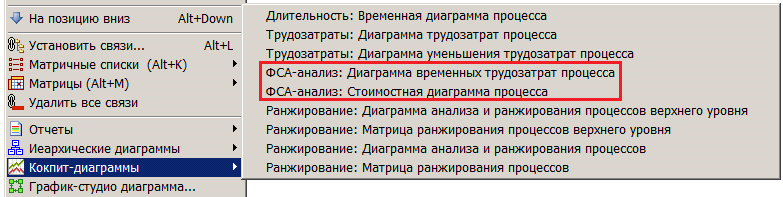 На позицию вниз Alt+Down
Установить связи... Alt+L
Матричные списки (Alt+K)
Матрицы (Alt+M)
Удалить все связи
Отчеты
Иеархические диаграммы
Кокпит-диаграммы
График-студио диаграмма...
Длительность: Временная диаграмма процесса
Трудозатраты: Диаграмма трудозатрат процесса
Трудозатраты: Диаграмма уменьшения трудозатрат процесса
ФСА-анализ: Диаграмма временных трудозатрат процесса
ФСА-анализ: Стоимостная диаграмма процесса
Ранжирование: Диаграмма анализа и ранжирования процессов верхнего уровня
Ранжирование: Матрица ранжирования процессов верхнего уровня
Ранжирование: Диаграмма анализа и ранжирования процессов
Ранжирование: Матрица ранжирования процессов